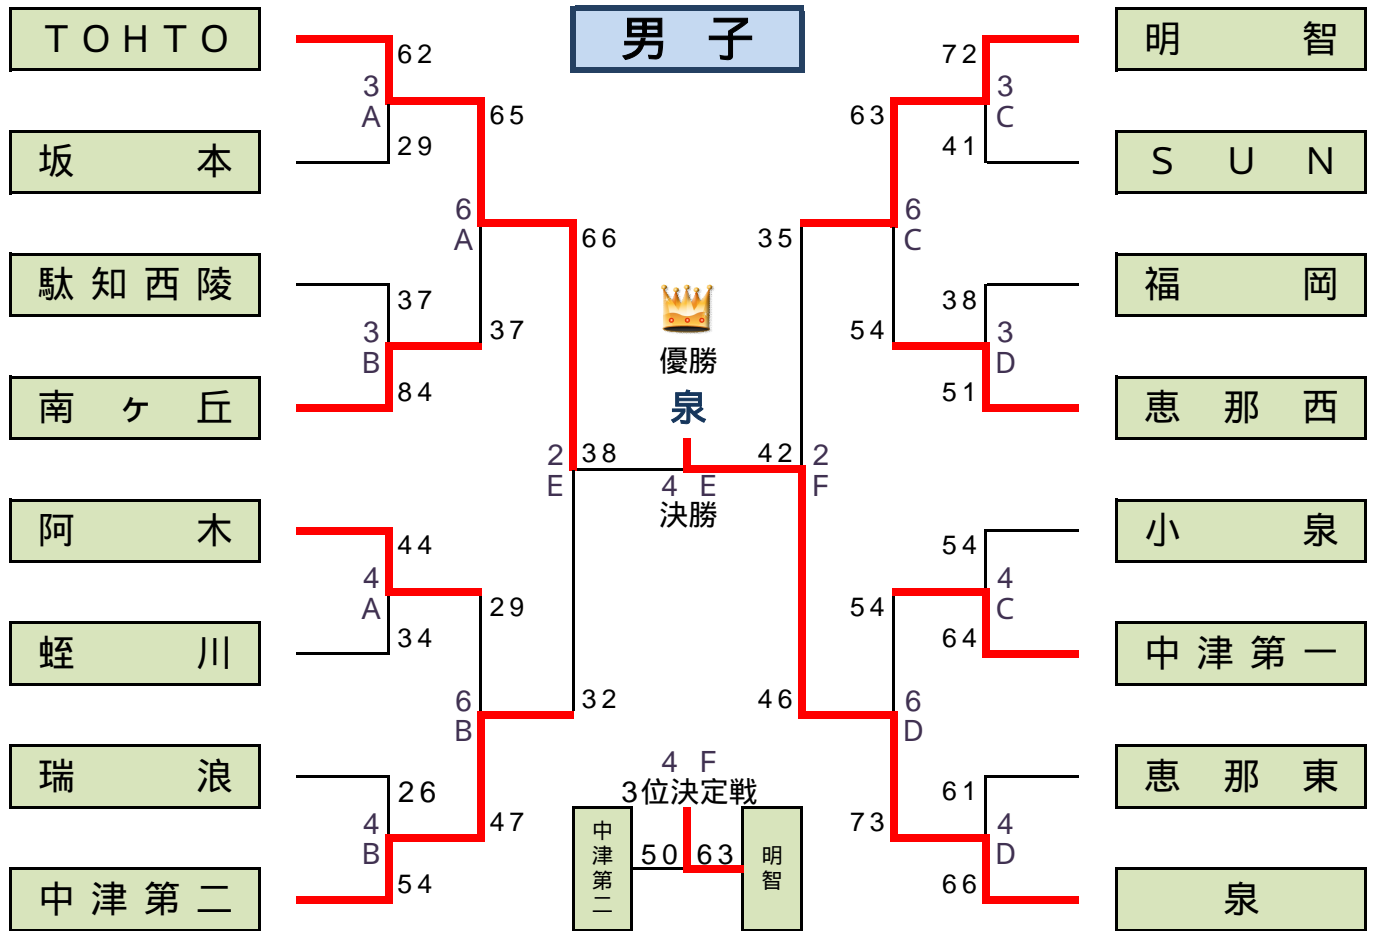 ＴＯＨＴＯ
男 子
明 智
62
72
3
A
3
C
65
63
29
41
坂 本
Ｓ Ｕ Ｎ
6
A
6
C
66
35
駄知西陵
福 岡
37
38
3
B
37
54
3
D
優勝
84
51
南ヶ丘
泉
恵那西
2
E
38
42
2
F
4 E
決勝
阿 木
小 泉
44
54
4
A
4
C
29
54
34
64
蛭 川
中津第一
6
B
32
46
6
D
瑞 浪
4 F
3位決定戦
恵那東
26
61
4
B
47
73
4
D
中津第二
50
63
明智
54
66
中津第二
泉